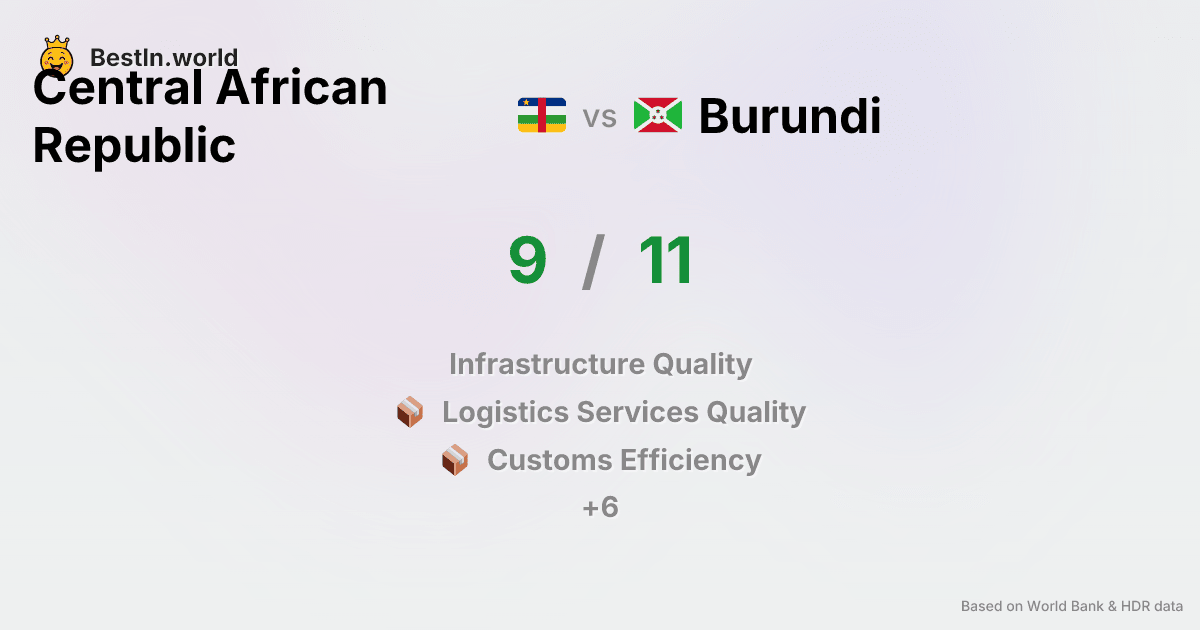 BestIn.world
Central African
Republic
vs
Burundi
9 / 11
Infrastructure Quality
Logistics Services Quality
Customs Efficiency
+6
Based on World Bank & HDR data